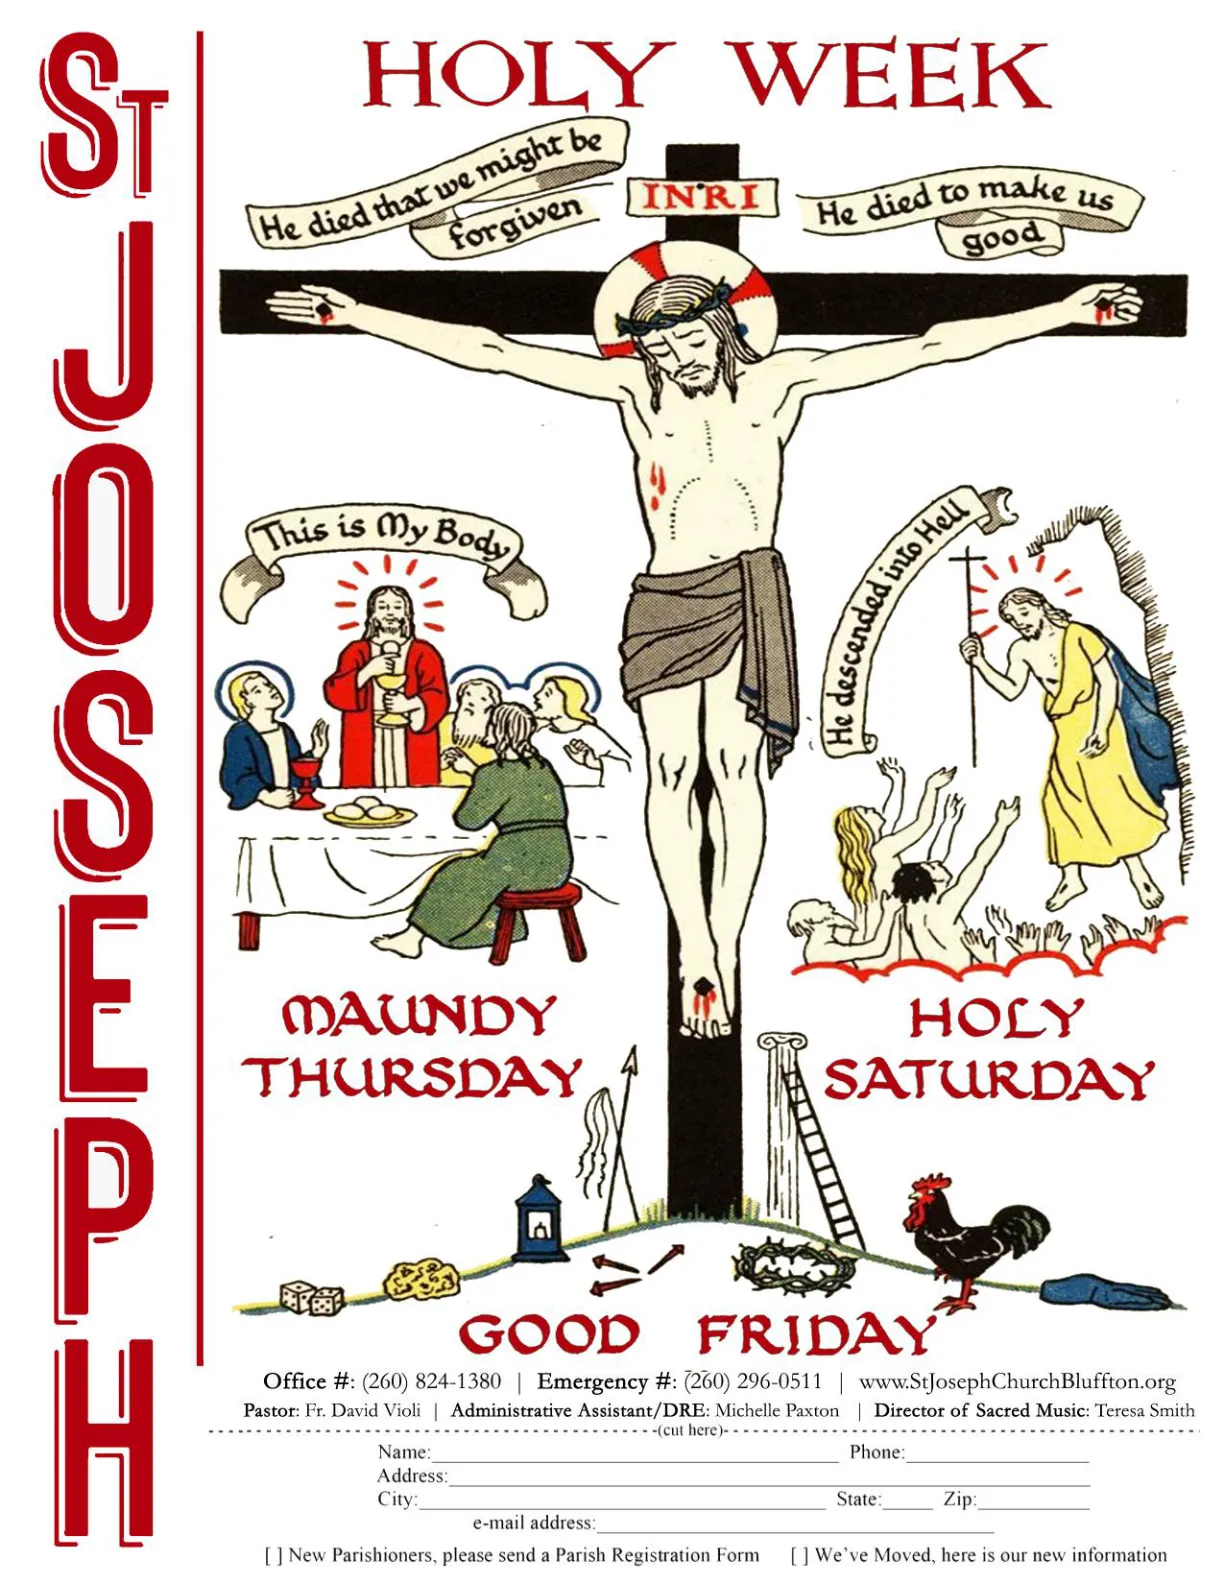 St JOSEPH
HOLY WEEK
He died that we might be
forgiven
INRI
He died to make us
good
This is My Body
He descended into Hell
MAUNDY
THURSDAY
HOLY
SATURDAY
GOOD FRIDAY
Office #: (260) 824-1380 | Emergency #: (260) 296-0511 | www.StJosephChurchBluffton.org
Pastor: Fr. David Violi | Administrative Assistant/DRE: Michelle Paxton | Director of Sacred Music: Teresa Smith
(cut here)
Name: Phone:
Address:
City: State: Zip:
e-mail address:
[ ] New Parishioners, please send a Parish Registration Form [ ] We've Moved, here is our new information